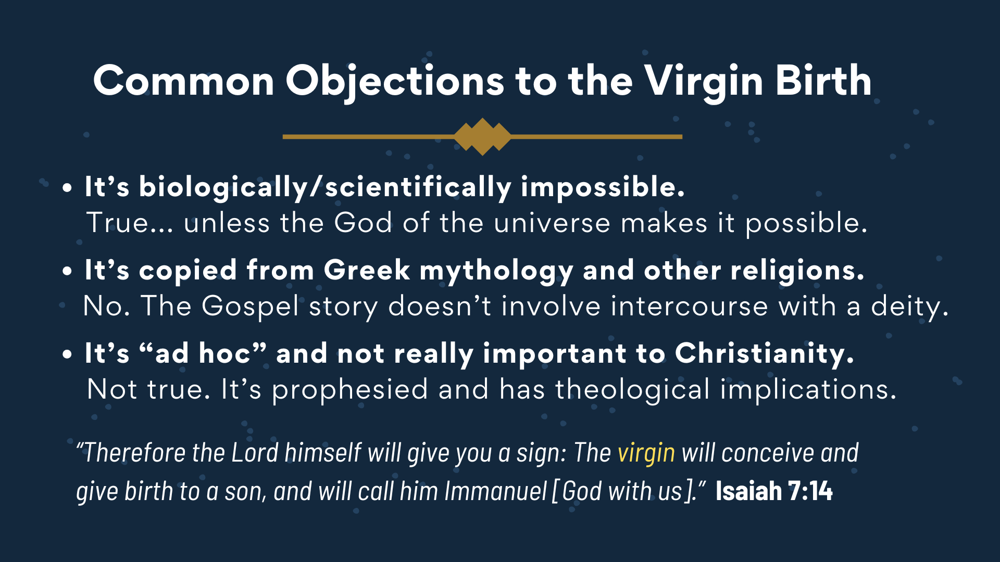 Common Objections to the Virgin Birth
• It’s biologically/scientifically impossible.
True... unless the God of the universe makes it possible.
• It’s copied from Greek mythology and other religions.
No. The Gospel story doesn’t involve intercourse with a deity.
• It’s “ad hoc” and not really important to Christianity.
Not true. It’s prophesied and has theological implications.
“Therefore the Lord himself will give you a sign: The virgin will conceive and
give birth to a son, and will call him Immanuel [God with us].” Isaiah 7:14